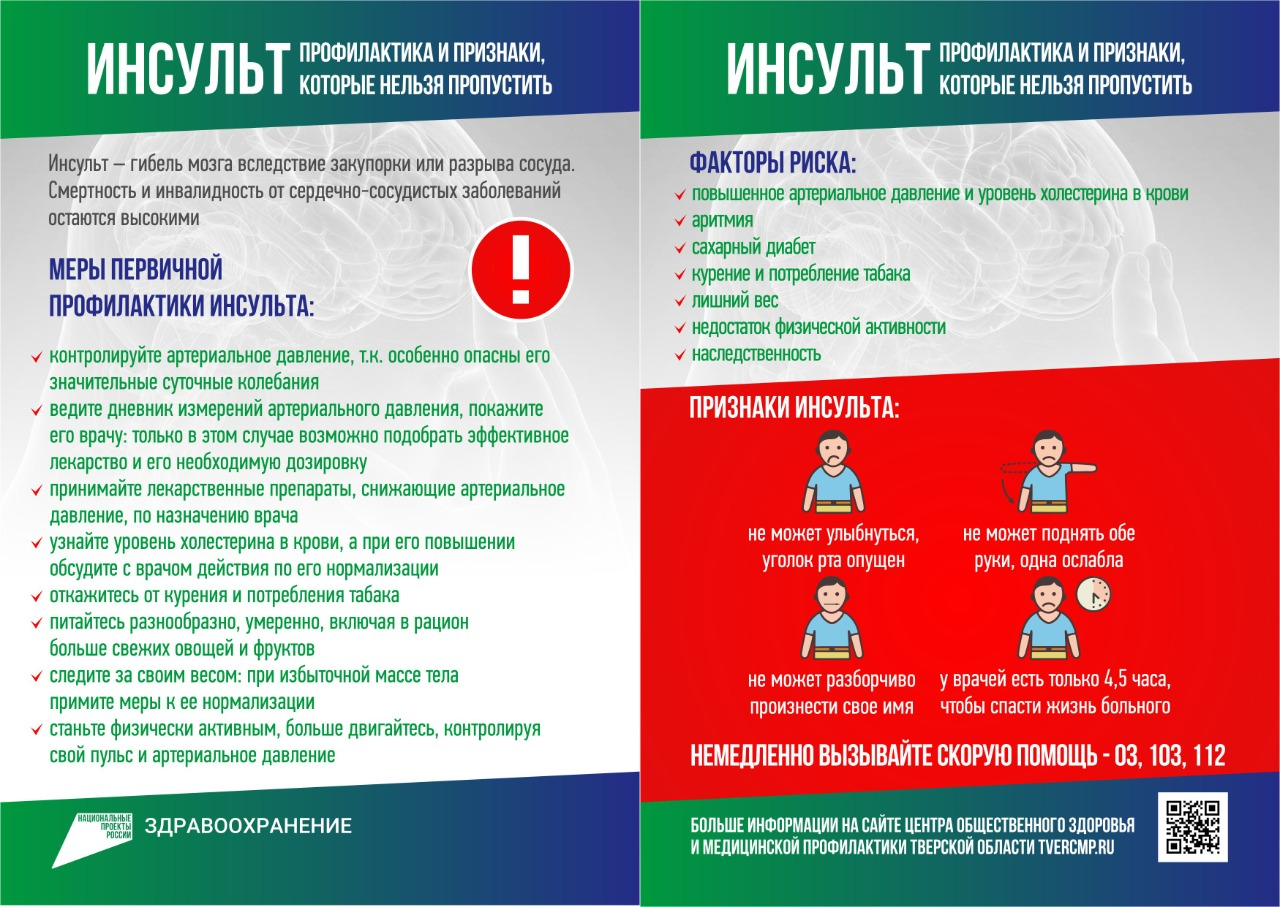 ИНСУЛЬТ ПРОФИЛАКТИКА И ПРИЗНАКИ,
КОТОРЫЕ НЕЛЬЗЯ ПРОПУСТИТЬ
Инсульт – гибель мозга вследствие закупорки или разрыва сосуда.
Смертность и инвалидность от сердечно-сосудистых заболеваний
остаются высокими
МЕРЫ ПЕРВИЧНОЙ
ПРОФИЛАКТИКИ ИНСУЛЬТА:
!
контролируйте артериальное давление, т.к. особенно опасны его
значительные суточные колебания
ведите дневник измерений артериального давления, покажите
его врачу: только в этом случае возможно подобрать эффективное
лекарство и его необходимую дозировку
принимайте лекарственные препараты, снижающие артериальное
давление, по назначению врача
узнайте уровень холестерина в крови, а при его повышении
обсудите с врачом действия по его нормализации
откажитесь от курения и потребления табака
питайтесь разнообразно, умеренно, включая в рацион
больше свежих овощей и фруктов
следите за своим весом: при избыточной массе тела
примите меры к ее нормализации
станьте физически активным, больше двигайтесь, контролируя
свой пульс и артериальное давление
НАЦИОНАЛЬНЫЕ
ПРОЕКТЫ
РОССИИ
ЗДРАВООХРАНЕНИЕ
ИНСУЛЬТ ПРОФИЛАКТИКА И ПРИЗНАКИ,
КОТОРЫЕ НЕЛЬЗЯ ПРОПУСТИТЬ
ФАКТОРЫ РИСКА:
повышенное артериальное давление и уровень холестерина в крови
аритмия
сахарный диабет
курение и потребление табака
лишний вес
недостаток физической активности
наследственность
ПРИЗНАКИ ИНСУЛЬТА:
не может улыбнуться,
уголок рта опущен
не может поднять обе
руки, одна ослабла
не может разборчиво
произнести свое имя
у врачей есть только 4,5 часа,
чтобы спасти жизнь больного
НЕМЕДЛЕННО ВЫЗЫВАЙТЕ СКОРУЮ ПОМОЩЬ - 03, 103, 112
БОЛЬШЕ ИНФОРМАЦИИ НА САЙТЕ ЦЕНТРА ОБЩЕСТВЕННОГО ЗДОРОВЬЯ
И МЕДИЦИНСКОЙ ПРОФИЛАКТИКИ ТВЕРСКОЙ ОБЛАСТИ TVERCMP.RU